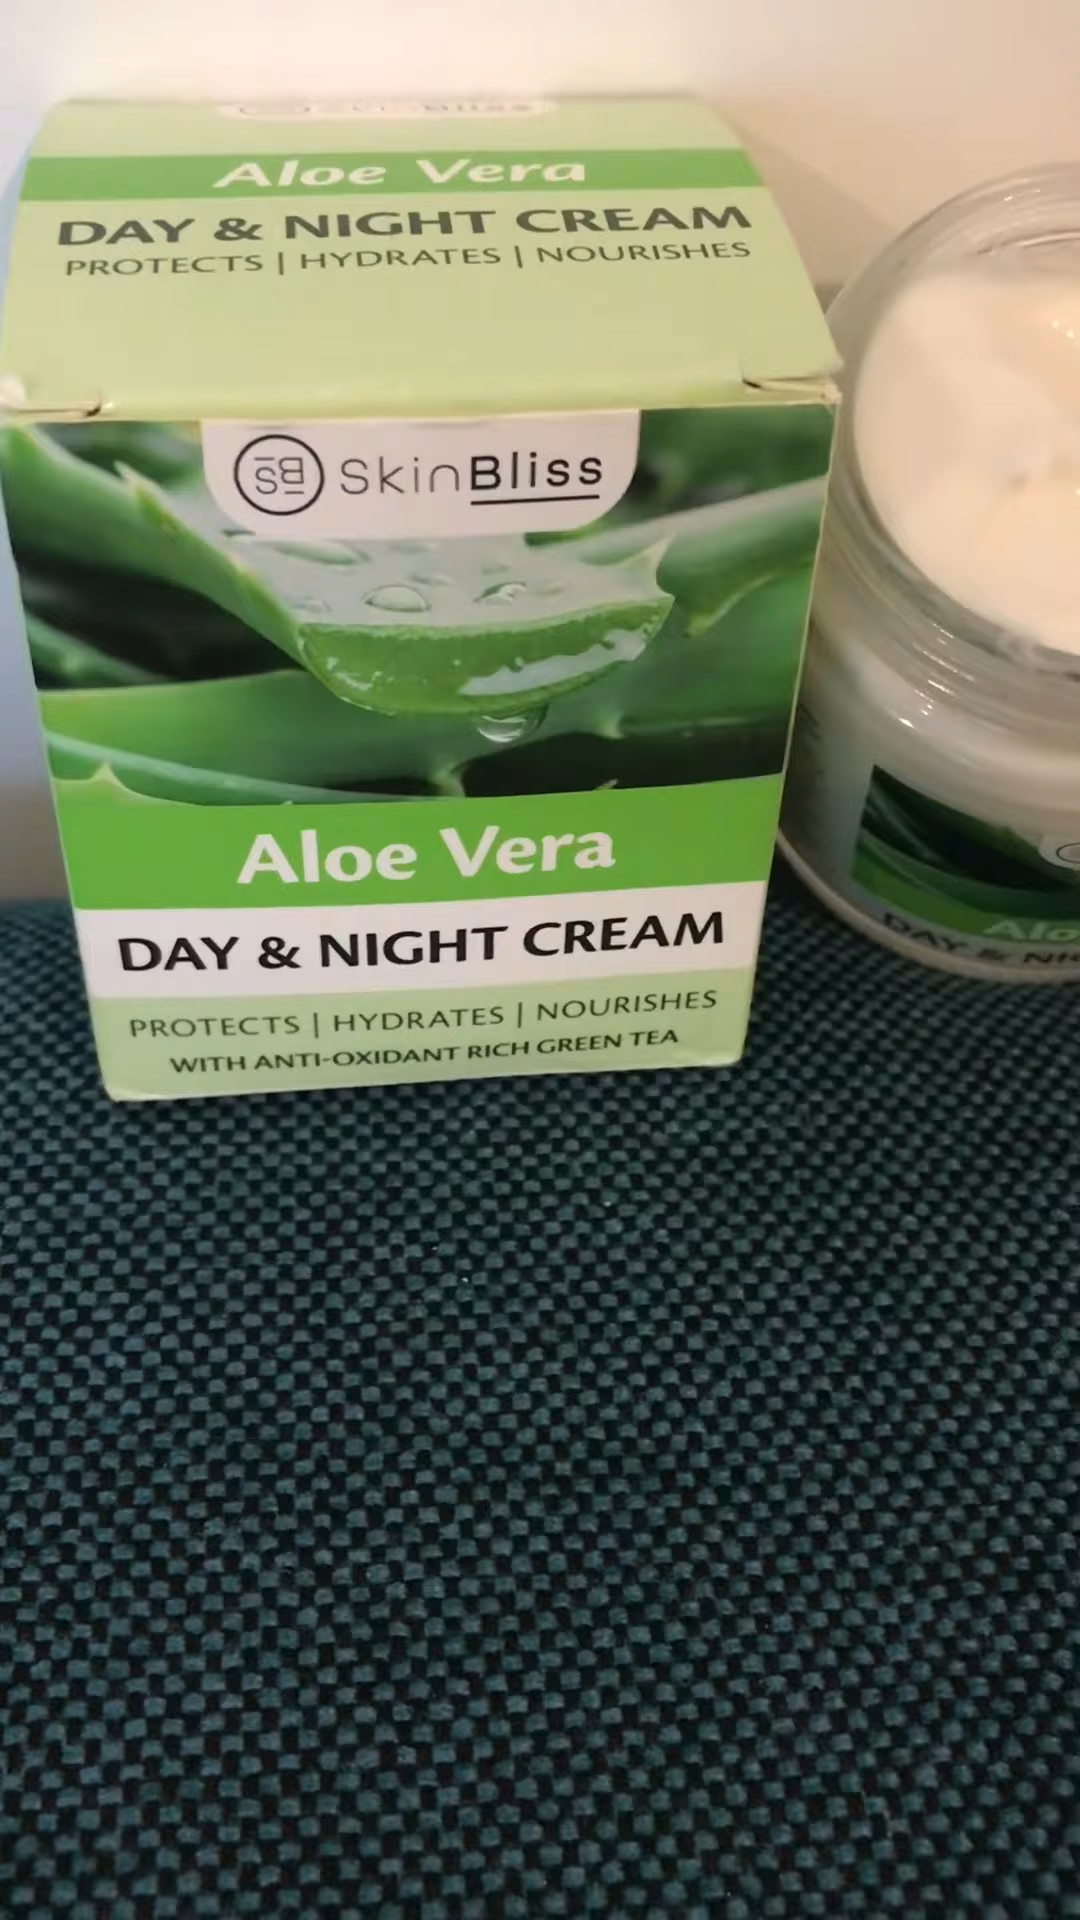 Aloe Vera
DAY & NIGHT CREAM
PROTECTS | HYDRATES | NOURISHES
SB SkinBliss
Aloe Vera
DAY & NIGHT CREAM
PROTECTS | HYDRATES | NOURISHES
WITH ANTI-OXIDANT RICH GREEN TEA
DAY &